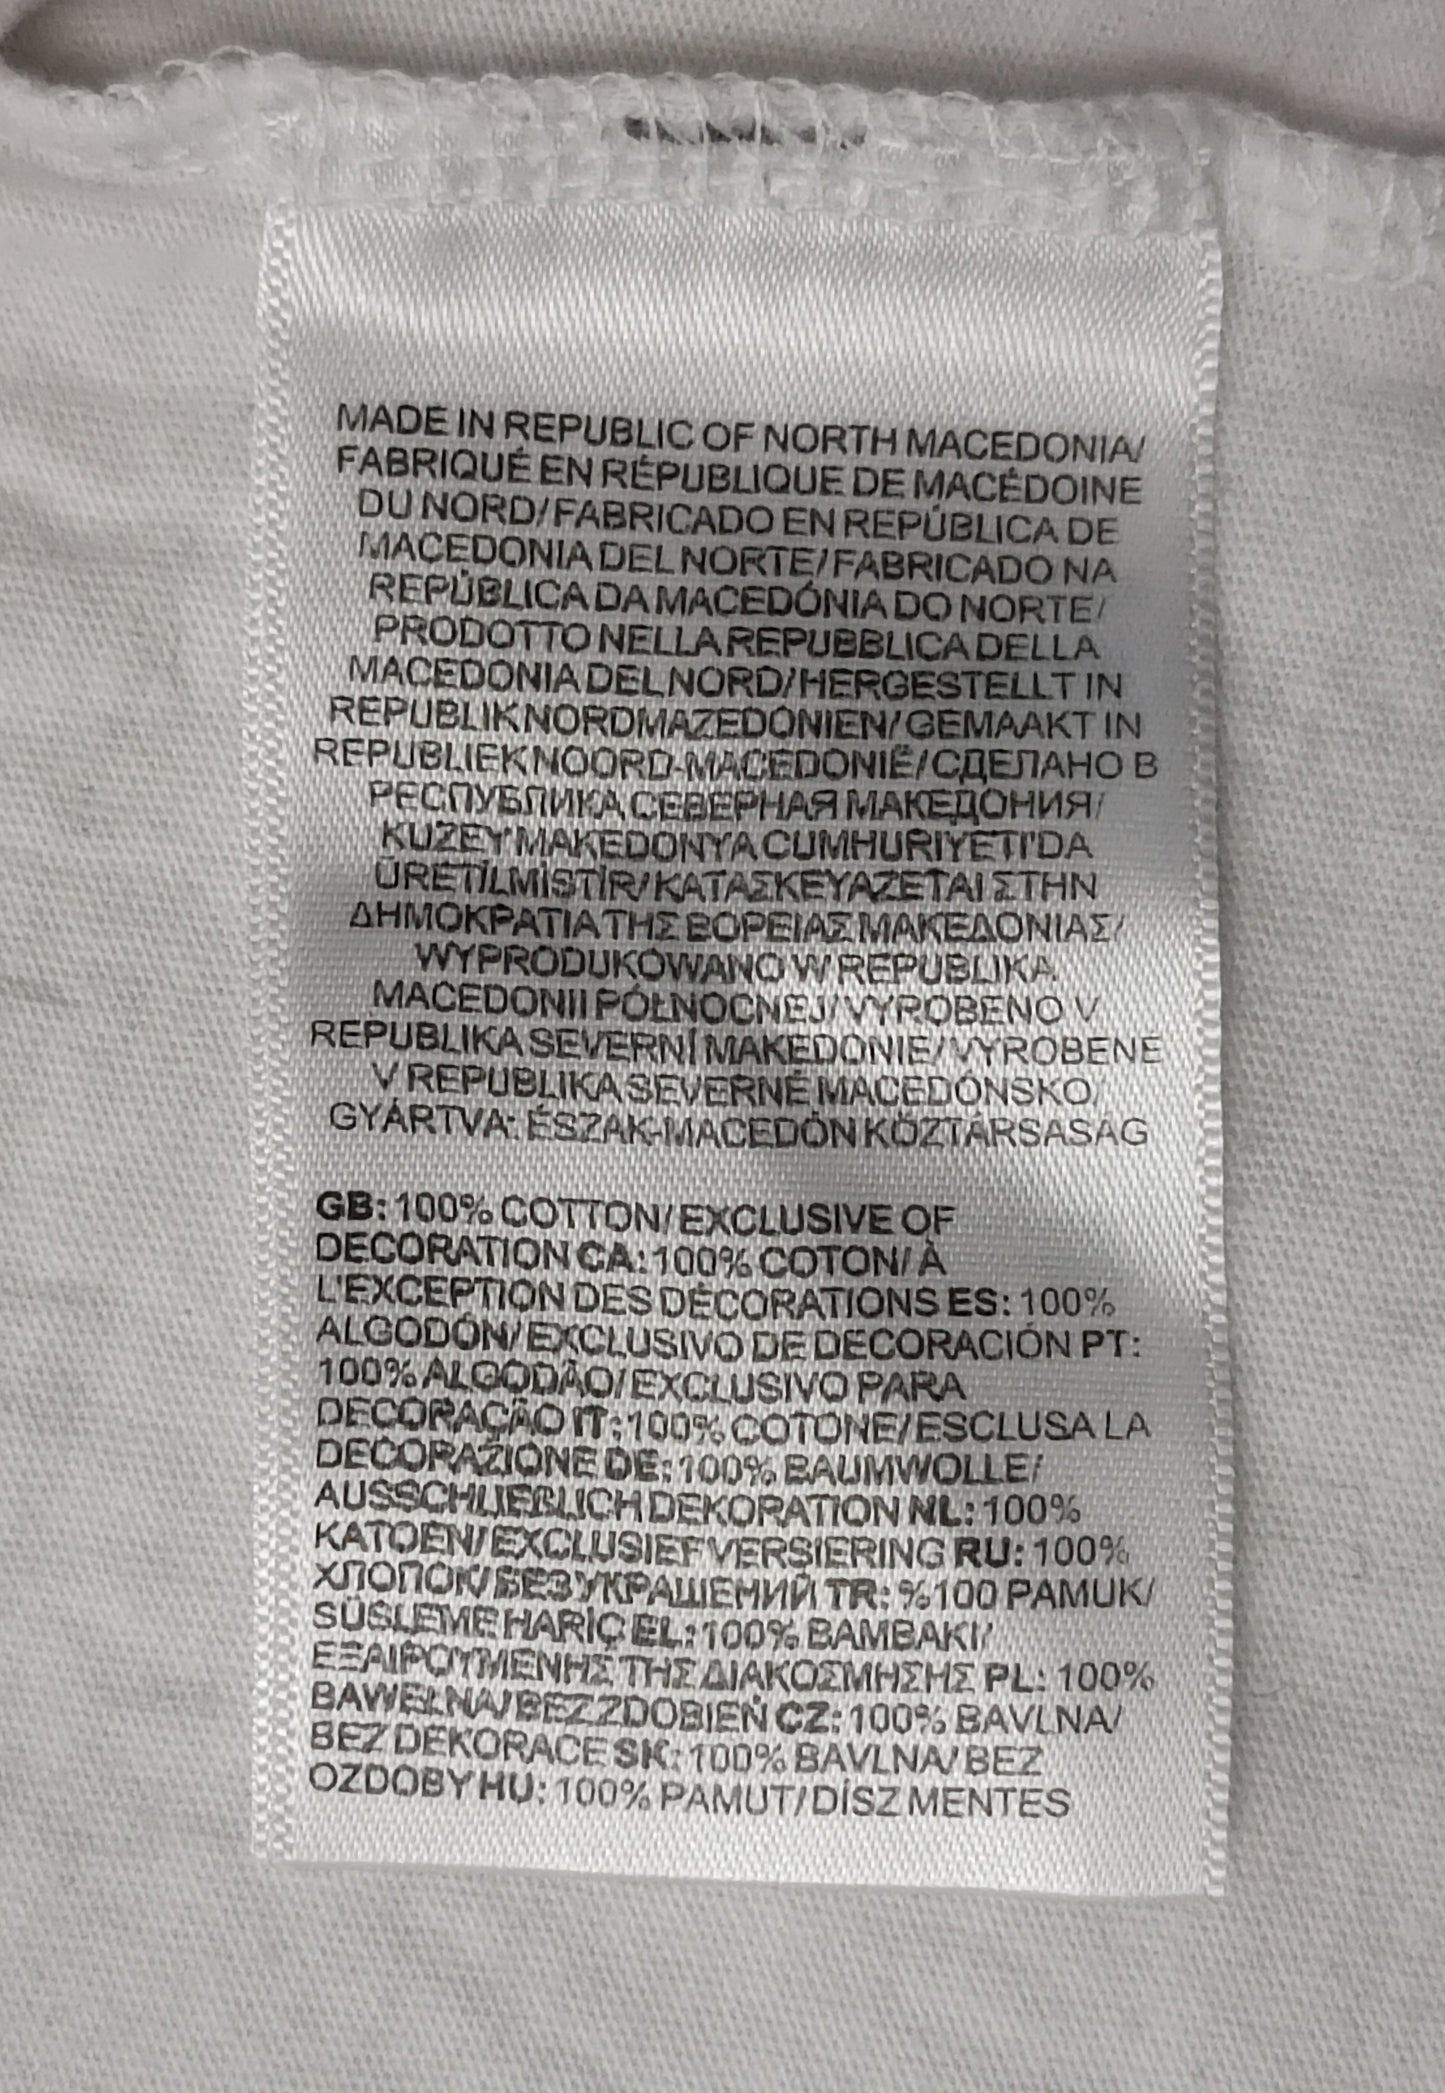 MADE IN REPUBLIC OF NORTH MACEDONIA/
FABRIQUÉ EN RÉPUBLIQUE DE MACÉDOINE
DU NORD/FABRICADO EN REPÚBLICA DE
MACEDONIA DEL NORTE/FABRICADO NA
REPÚBLICA DA MACEDÓNIA DO NORTE/
PRODOTTO NELLA REPUBBLICA DELLA
MACEDONIA DEL NORD/HERGESTELLT IN
REPUBLIK NORDMAZEDONIEN/GEMAAKT IN
REPUBLIEK NOORD-MACEDONIË/СДЕЛАНО В
РЕСПУБЛИКА СЕВЕРНАЯ МАКЕДОНИЯ/
KUZEY MAKEDONYA CUMHURIYETI'DA
ÜRETİLMİSTİR/ΚΑΤΑΣΚΕΥΑΖΕΤΑΙ ΣΤΗΝ
ΔΗΜΟΚΡΑΤΙΑ ΤΗΣ ΒΟΡΕΙΑΣ ΜΑΚΕΔΟΝΙΑΣ/
WYPRODUKOWANO W REPUBLIKA
MACEDONII PÓŁNOCNEJ/VYROBENO V
REPUBLIKA SEVERNÍ MAKEDONIE/VYROBENE
V REPUBLIKA SEVERNÉ MACEDÓNSKO/
GYÁRTVA: ÉSZAK-MACEDÓN KÖZTÁRSASÁG
GB: 100% COTTON/EXCLUSIVE OF
DECORATION CA: 100% COTON/À
L'EXCEPTION DES DÉCORATIONS ES: 100%
ALGODÓN/EXCLUSIVO DE DECORACIÓN PT:
100% ALGODÃO/EXCLUSIVO PARA
DECORAÇÃO IT: 100% COTONE/ESCLUSA LA
DECORAZIONE DE: 100% BAUMWOLLE/
AUSSCHLIEßLICH DEKORATION NL: 100%
KATOEN/EXCLUSIEF VERSIERING RU: 100%
ХЛОПОК/БЕЗ УКРАШЕНИЙ TR: %100 PAMUK/
SÜSLEME HARİÇ EL: 100% ΒΑΜΒΑΚΙ/
ΕΞΑΙΡΟΥΜΕΝΗΣ ΤΗΣ ΔΙΑΚΟΣΜΗΣΗΣ PL: 100%
BAWEŁNA/BEZ ZDOBIEŃ CZ: 100% BAVLNA/
BEZ DEKORACE SK: 100% BAVLNA/BEZ
OZDOBY HU: 100% PAMUT/DÍSZ MENTES